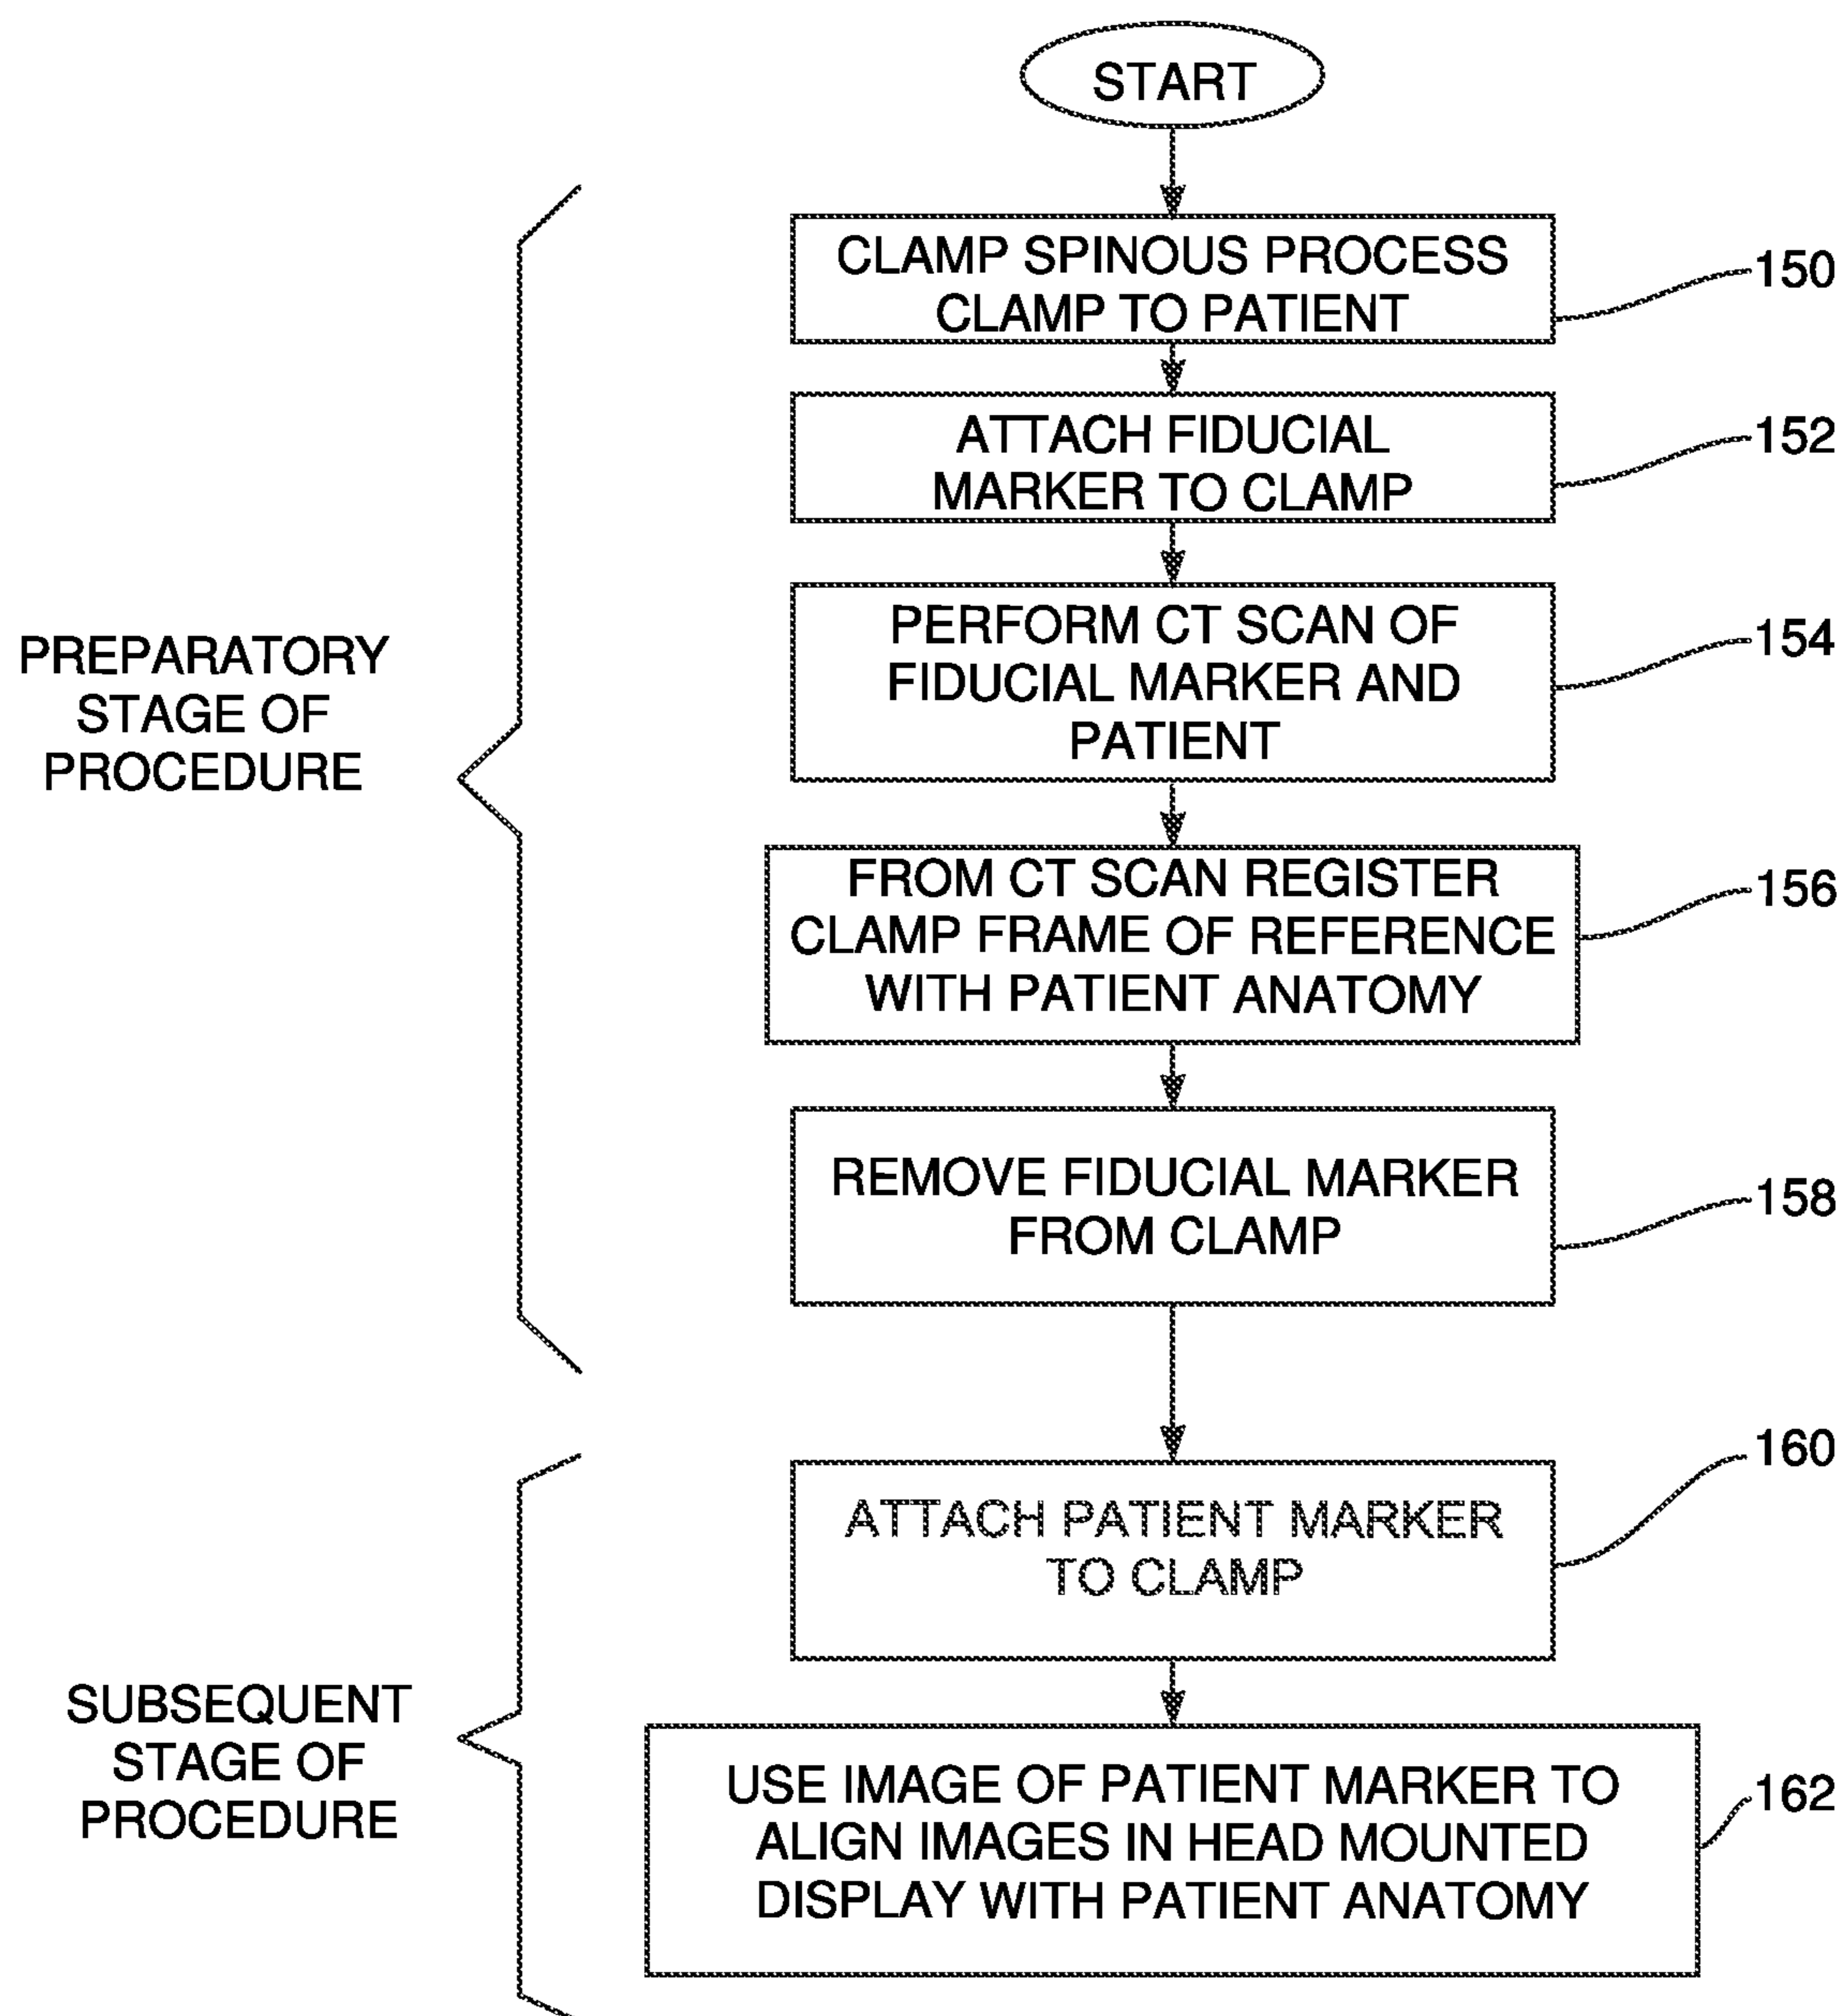 START
CLAMP SPINOUS PROCESS
CLAMP TO PATIENT
150
ATTACH FIDUCIAL
MARKER TO CLAMP
152
PERFORM CT SCAN OF
FIDUCIAL MARKER AND
PATIENT
154
PREPARATORY
STAGE OF
PROCEDURE
FROM CT SCAN REGISTER
CLAMP FRAME OF REFERENCE
WITH PATIENT ANATOMY
156
REMOVE FIDUCIAL MARKER
FROM CLAMP
158
ATTACH PATIENT MARKER
TO CLAMP
160
SUBSEQUENT
STAGE OF
PROCEDURE
USE IMAGE OF PATIENT MARKER TO
ALIGN IMAGES IN HEAD MOUNTED
DISPLAY WITH PATIENT ANATOMY
162